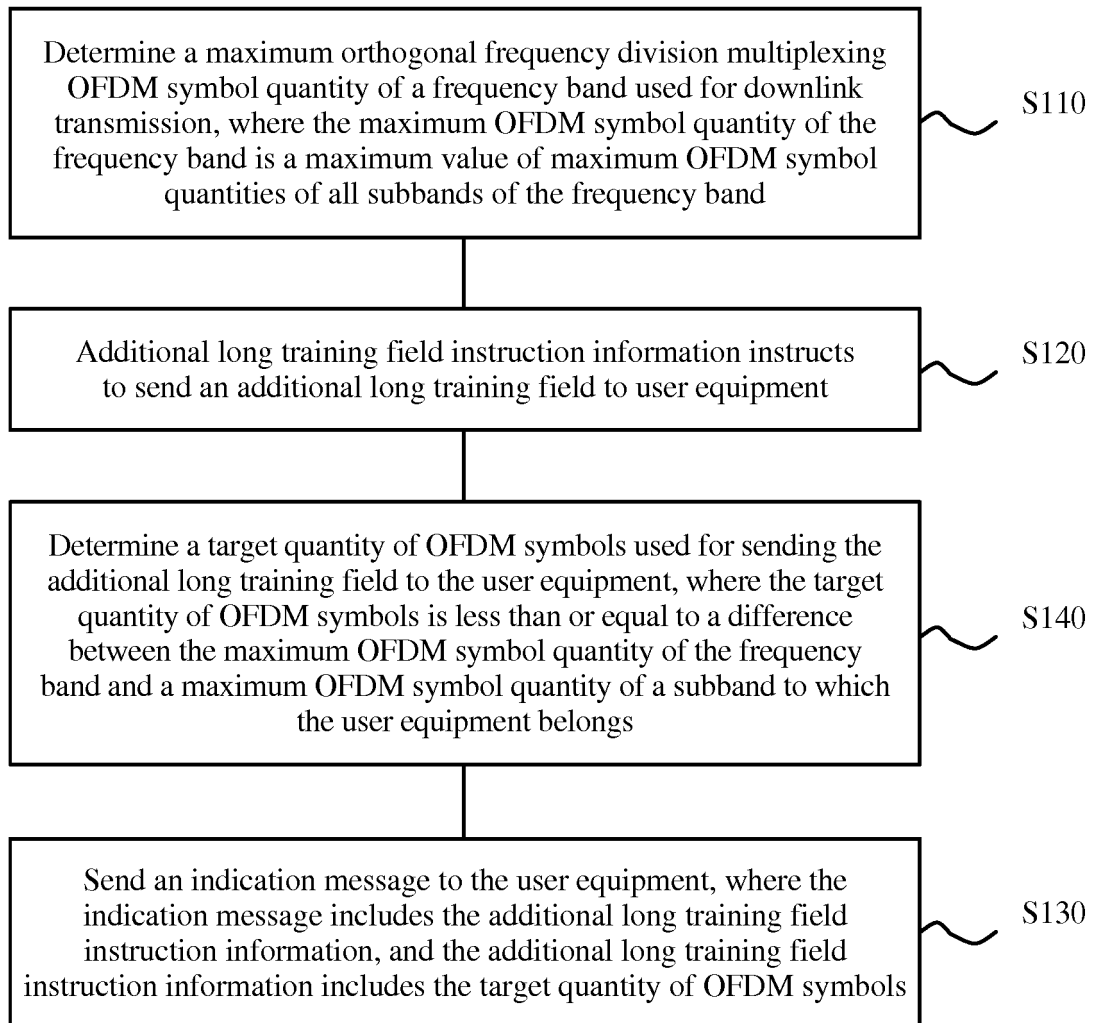 Determine a maximum orthogonal frequency division multiplexing
OFDM symbol quantity of a frequency band used for downlink
transmission, where the maximum OFDM symbol quantity of the
frequency band is a maximum value of maximum OFDM symbol
quantities of all subbands of the frequency band
S110
Additional long training field instruction information instructs
to send an additional long training field to user equipment
S120
Determine a target quantity of OFDM symbols used for sending the
additional long training field to the user equipment, where the target
quantity of OFDM symbols is less than or equal to a difference
between the maximum OFDM symbol quantity of the frequency
band and a maximum OFDM symbol quantity of a subband to which
the user equipment belongs
S140
Send an indication message to the user equipment, where the
indication message includes the additional long training field
instruction information, and the additional long training field
instruction information includes the target quantity of OFDM symbols
S130